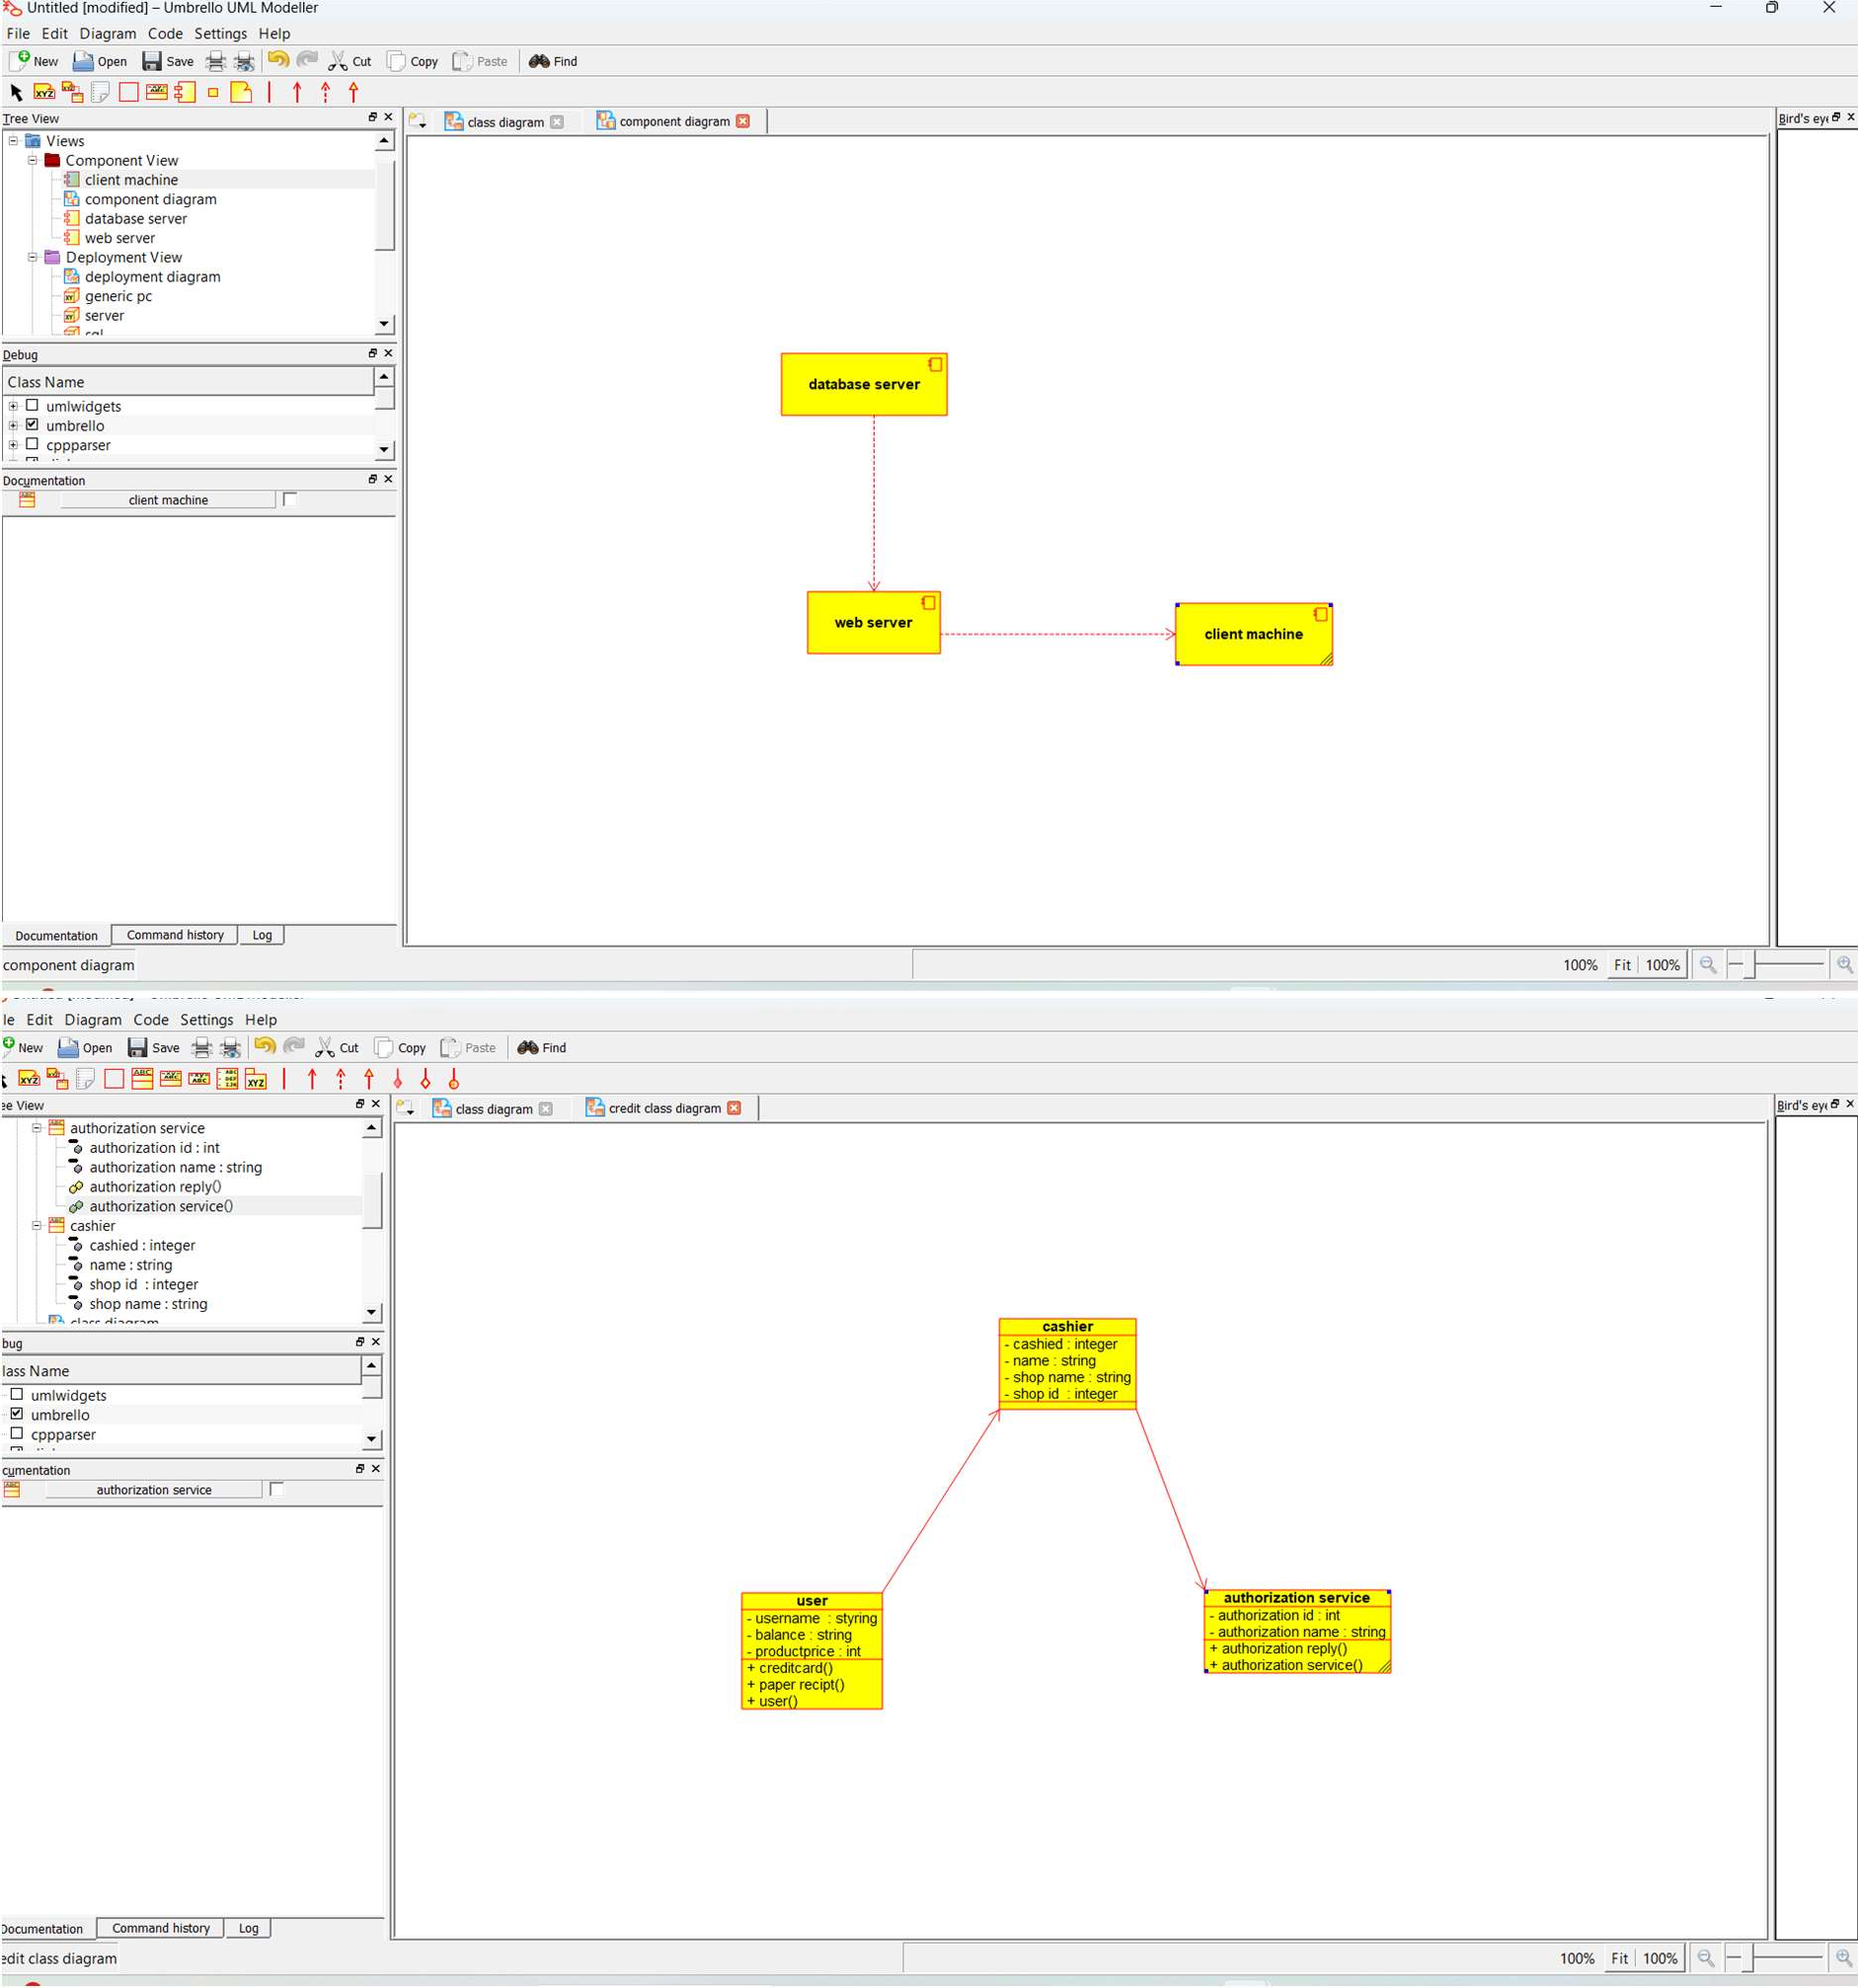 Untitled [modified] – Umbrello UML Modeller
File Edit Diagram Code Settings Help
New Open Save Cut Copy Paste Find
Tree View
class diagram component diagram
Bird's eye
Views
Component View
client machine
component diagram
database server
web server
Deployment View
deployment diagram
generic pc
server
sql
Debug
Class Name
umlwidgets
umbrello
cppparser
Documentation
client machine
database server
web server
client machine
Documentation Command history Log
component diagram
100% Fit 100%
le Edit Diagram Code Settings Help
New Open Save Cut Copy Paste Find
ee View
class diagram credit class diagram
Bird's eye
authorization service
authorization id : int
authorization name : string
authorization reply()
authorization service()
cashier
cashied : integer
name : string
shop id : integer
shop name : string
class diagram
bug
lass Name
umlwidgets
umbrello
cppparser
cumentation
authorization service
cashier
- cashied : integer
- name : string
- shop name : string
- shop id : integer
user
- username : styring
- balance : string
- productprice : int
+ creditcard()
+ paper recipt()
+ user()
authorization service
- authorization id : int
- authorization name : string
+ authorization reply()
+ authorization service()
Documentation Command history Log
edit class diagram
100% Fit 100%